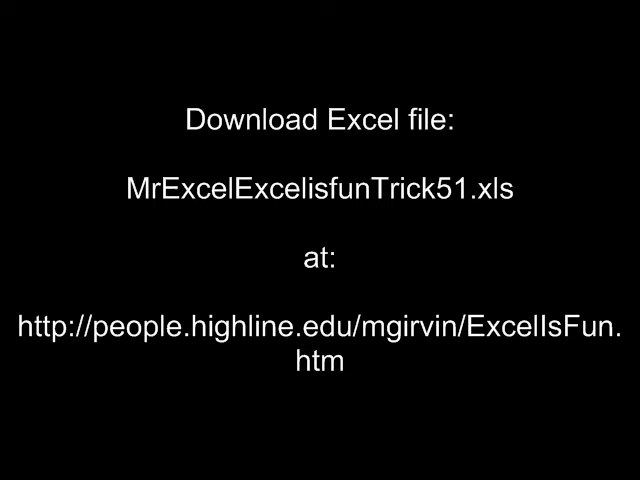 Download Excel file:
MrExcelExcelisfunTrick51.xls
at:
http://people.highline.edu/mgirvin/ExcelIsFun.
htm